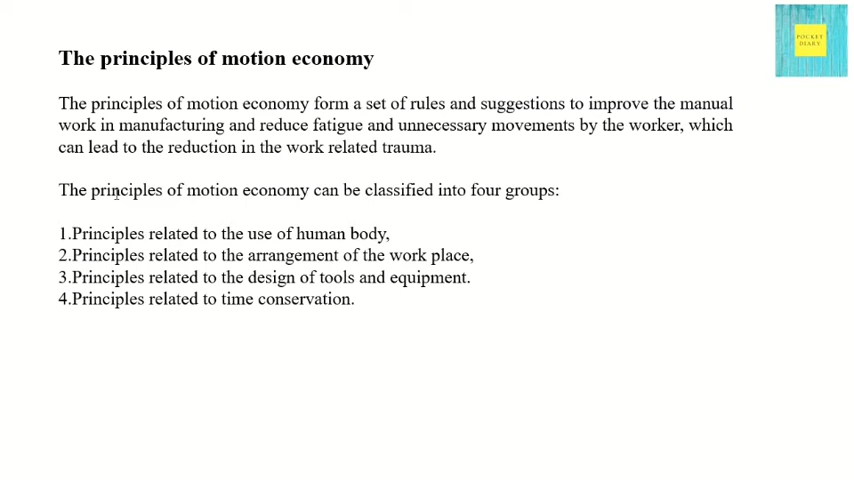 POCKET
DIARY
The principles of motion economy
The principles of motion economy form a set of rules and suggestions to improve the manual
work in manufacturing and reduce fatigue and unnecessary movements by the worker, which
can lead to the reduction in the work related trauma.
The principles of motion economy can be classified into four groups:
1.Principles related to the use of human body,
2.Principles related to the arrangement of the work place,
3.Principles related to the design of tools and equipment.
4.Principles related to time conservation.